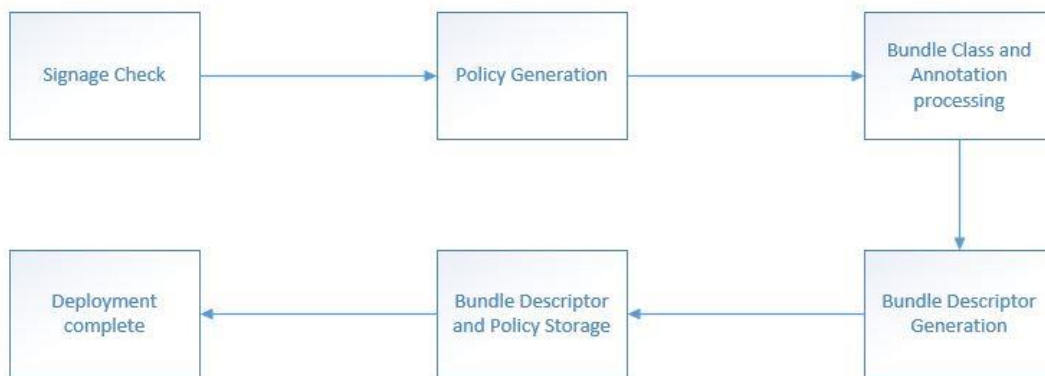 Signage Check
Policy Generation
Bundle Class and
Annotation
processing
Bundle Descriptor
Generation
Bundle Descriptor
and Policy Storage
Deployment
complete